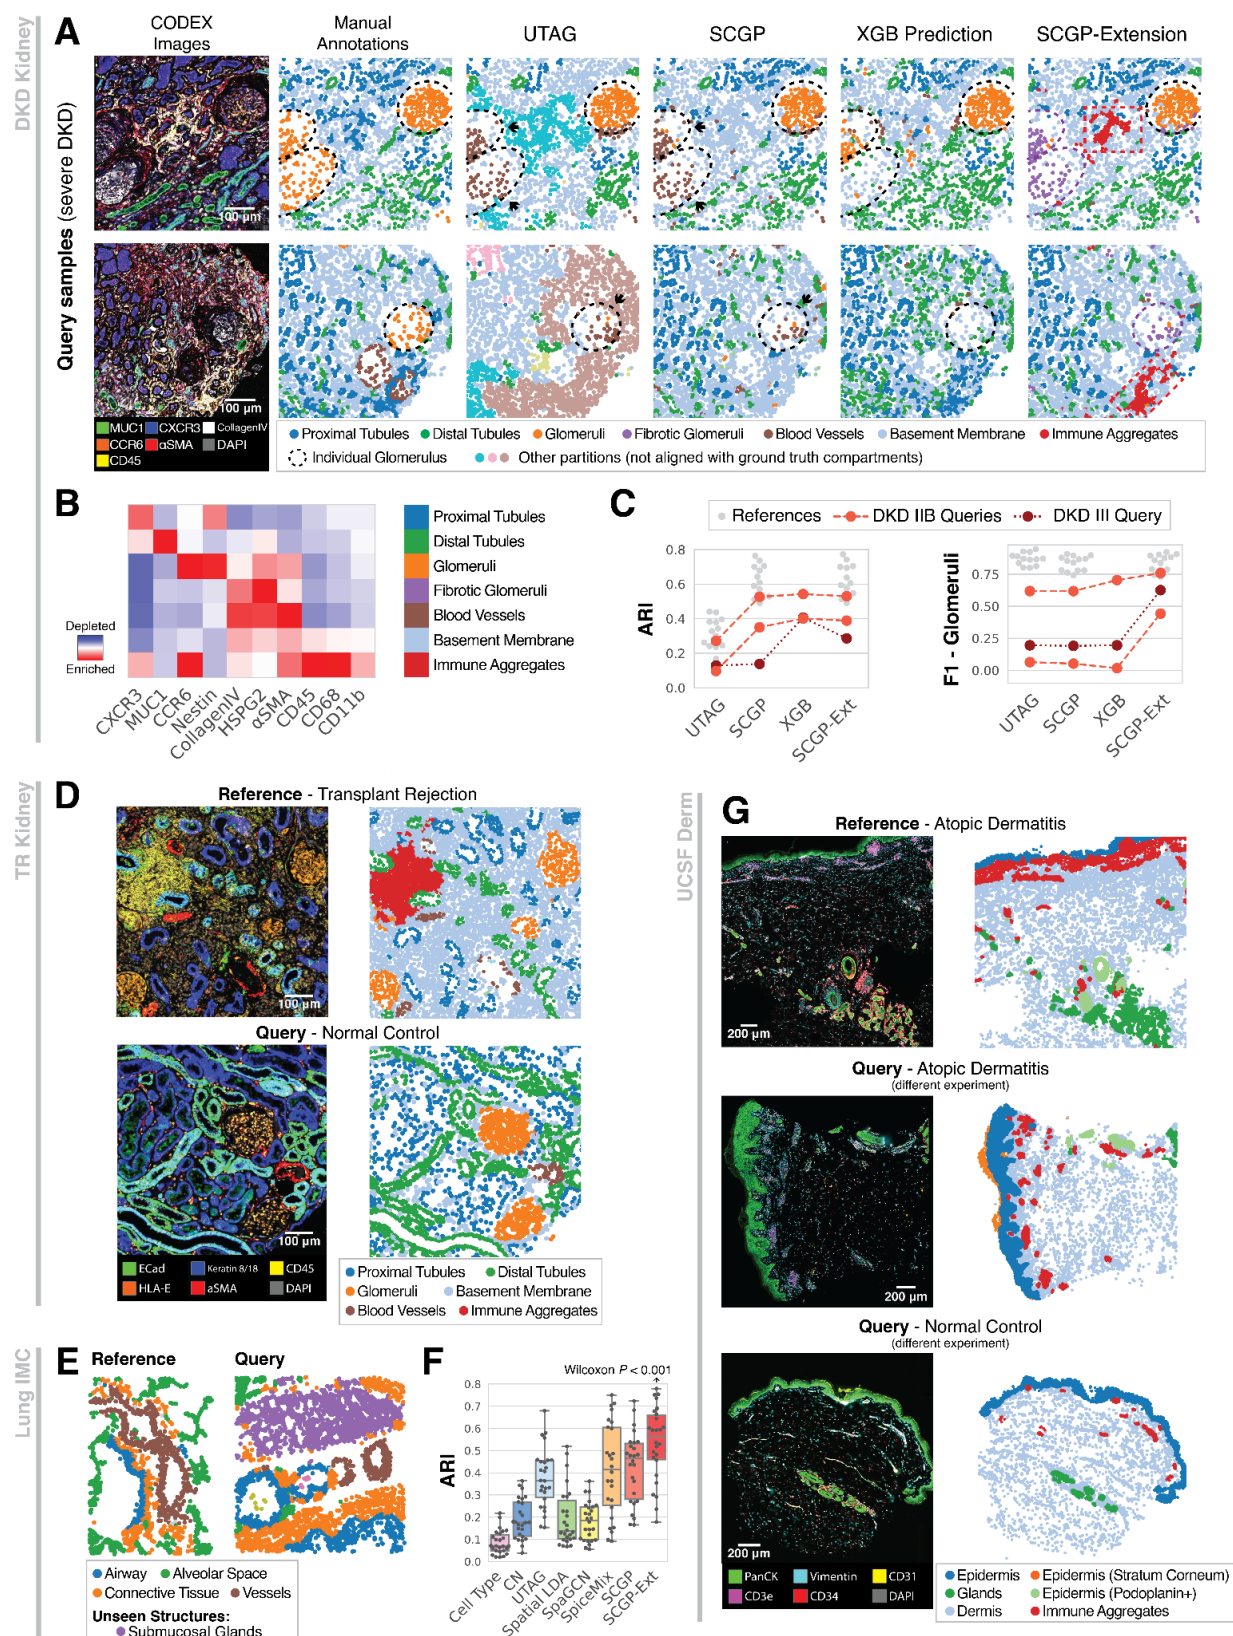 DKD Kidney
A
CODEX
Images
Manual
Annotations
UTAG
SCGP
XGB Prediction
SCGP-Extension
Query samples (severe DKD)
100 µm
100 µm
MUC1 CXCR3 CollagenIV
CCR6 αSMA DAPI
CD45
Proximal Tubules Distal Tubules Glomeruli Fibrotic Glomeruli Blood Vessels Basement Membrane Immune Aggregates
Individual Glomerulus Other partitions (not aligned with ground truth compartments)
B
Proximal Tubules
Distal Tubules
Glomeruli
Fibrotic Glomeruli
Blood Vessels
Basement Membrane
Immune Aggregates
Depleted
Enriched
CXCR3 MUC1 CCR6 Nestin CollagenIV HSPG2 αSMA CD45 CD68 CD11b
C
References DKD IIB Queries DKD III Query
ARI
0.8
0.6
0.4
0.2
0.0
UTAG SCGP XGB SCGP-Ext
F1 - Glomeruli
0.75
0.50
0.25
0.00
UTAG SCGP XGB SCGP-Ext
TR Kidney
D
Reference - Transplant Rejection
100 µm
Query - Normal Control
100 µm
ECad Keratin 8/18 CD45
HLA-E aSMA DAPI
Proximal Tubules Distal Tubules
Glomeruli Basement Membrane
Blood Vessels Immune Aggregates
Lung IMC
E
Reference Query
Airway Alveolar Space
Connective Tissue Vessels
Unseen Structures:
Submucosal Glands
F
Wilcoxon P < 0.001
ARI
0.8
0.7
0.6
0.5
0.4
0.3
0.2
0.1
0.0
Cell Type CN UTAG Spatial LDA SpaGCN SpiceMix SCGP SCGP-Ext
UCSF Derm
G
Reference - Atopic Dermatitis
200 µm
Query - Atopic Dermatitis
(different experiment)
200 µm
Query - Normal Control
(different experiment)
200 µm
PanCK Vimentin CD31
CD3e CD34 DAPI
Epidermis Epidermis (Stratum Corneum)
Glands Epidermis (Podoplanin+)
Dermis Immune Aggregates